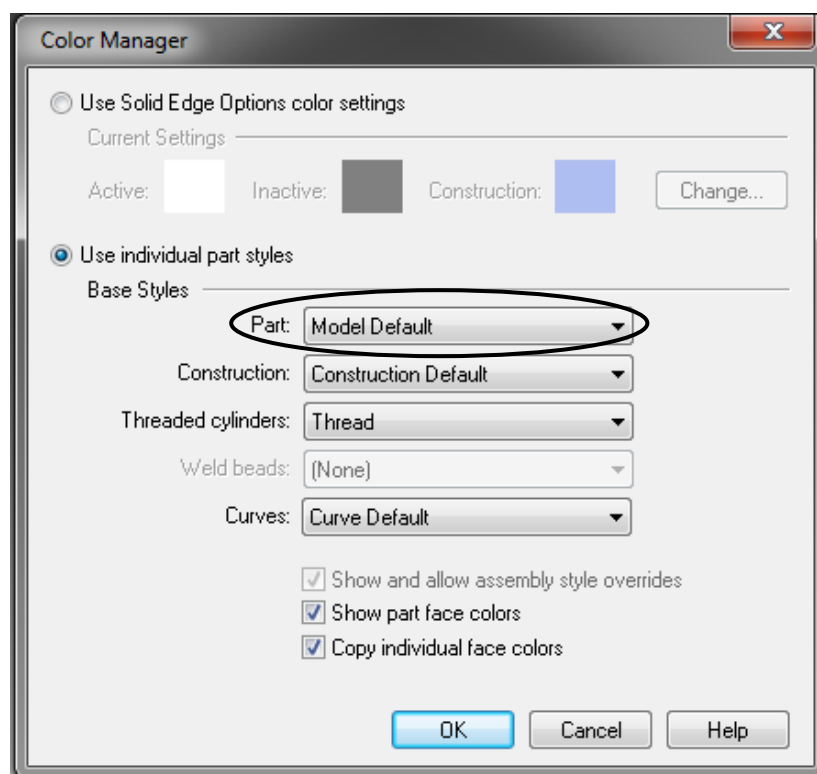 Color Manager
Use Solid Edge Options color settings
Current Settings
Active: Inactive: Construction: Change...
Use individual part styles
Base Styles
Part: Model Default
Construction: Construction Default
Threaded cylinders: Thread
Weld beads: (None)
Curves: Curve Default
Show and allow assembly style overrides
Show part face colors
Copy individual face colors
OK Cancel Help